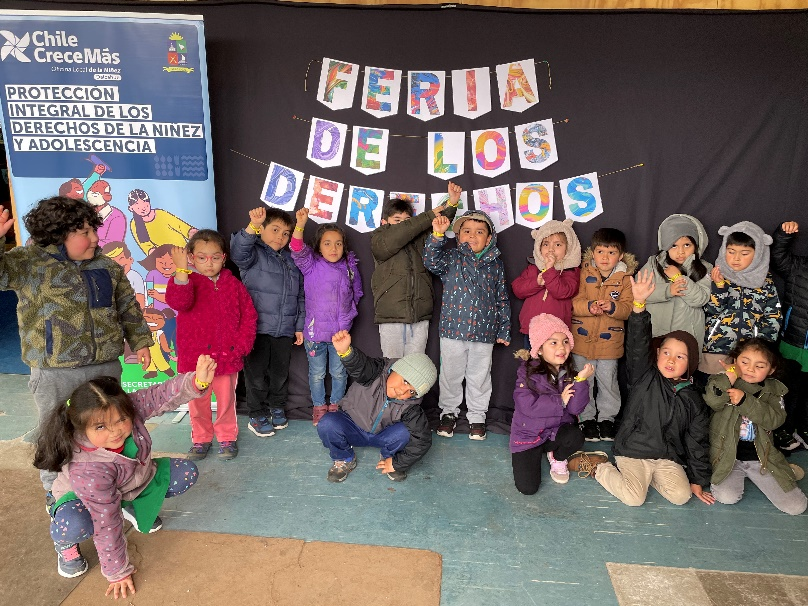 Chile
CreceMás
Oficina Local de la Niñez
PROTECCIÓN
INTEGRAL DE LOS
DERECHOS DE LA NIÑEZ
Y ADOLESCENCIA
FERIA
DE LOS
DERECHOS
SECRET